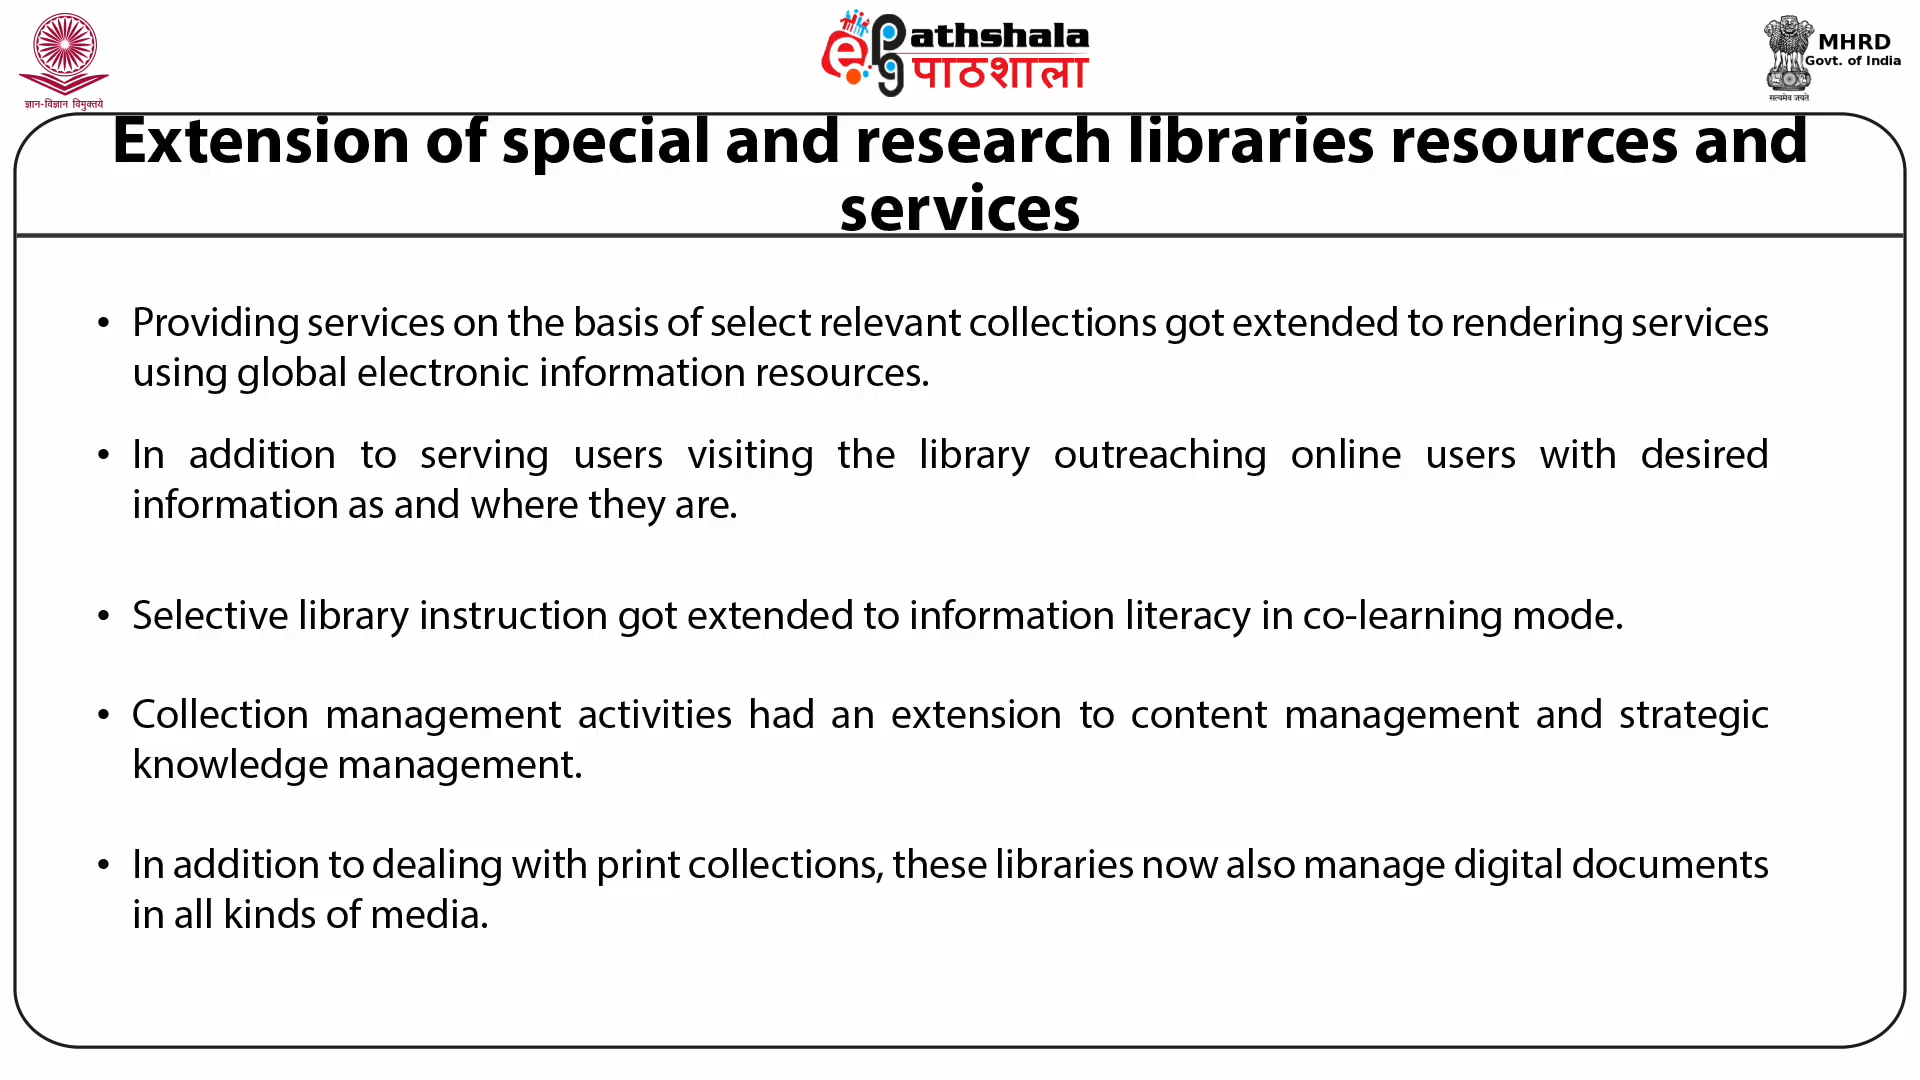 ज्ञान-विज्ञान विमुक्तये
ePathshala
पाठशाला
MHRD
Govt. of India
सत्यमेव जयते
Extension of special and research libraries resources and
services
• Providing services on the basis of select relevant collections got extended to rendering services
using global electronic information resources.
• In addition to serving users visiting the library outreaching online users with desired
information as and where they are.
• Selective library instruction got extended to information literacy in co-learning mode.
• Collection management activities had an extension to content management and strategic
knowledge management.
• In addition to dealing with print collections, these libraries now also manage digital documents
in all kinds of media.